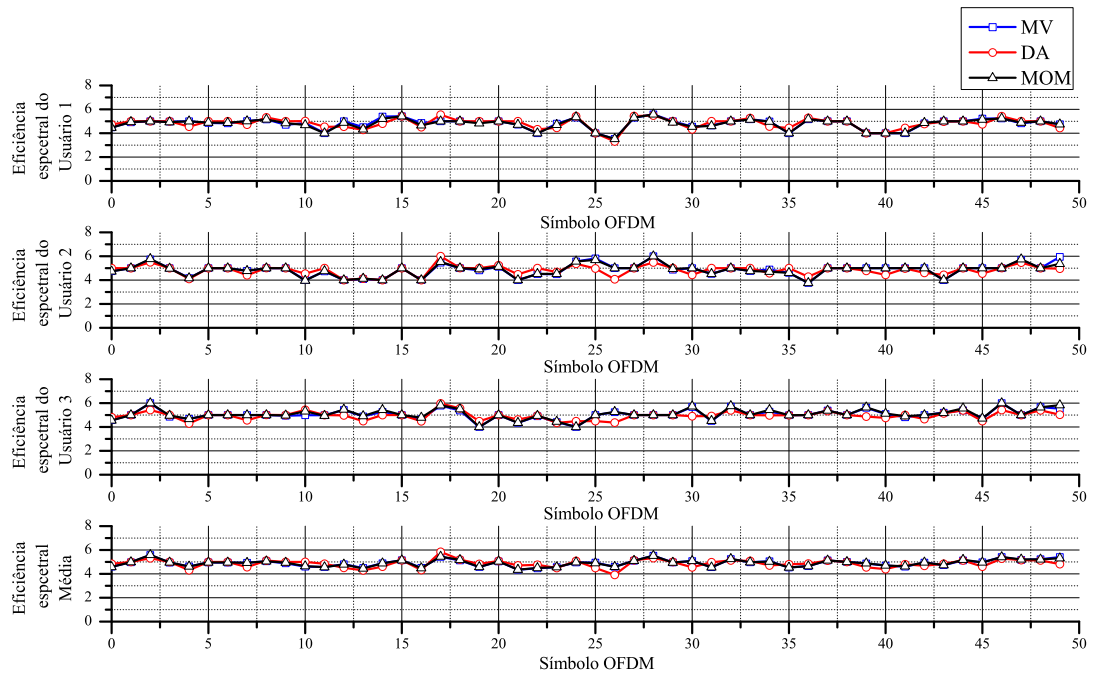 MV
DA
MOM
Eficiência
espcetral do
Usuário 1
8
6
4
2
0
0 5 10 15 20 25 30 35 40 45 50
Símbolo OFDM
Eficiência
espcetral do
Usuário 2
8
6
4
2
0
0 5 10 15 20 25 30 35 40 45 50
Símbolo OFDM
Eficiência
espcetral do
Usuário 3
8
6
4
2
0
0 5 10 15 20 25 30 35 40 45 50
Símbolo OFDM
Eficiência
espcetral
Média
8
6
4
2
0
0 5 10 15 20 25 30 35 40 45 50
Símbolo OFDM